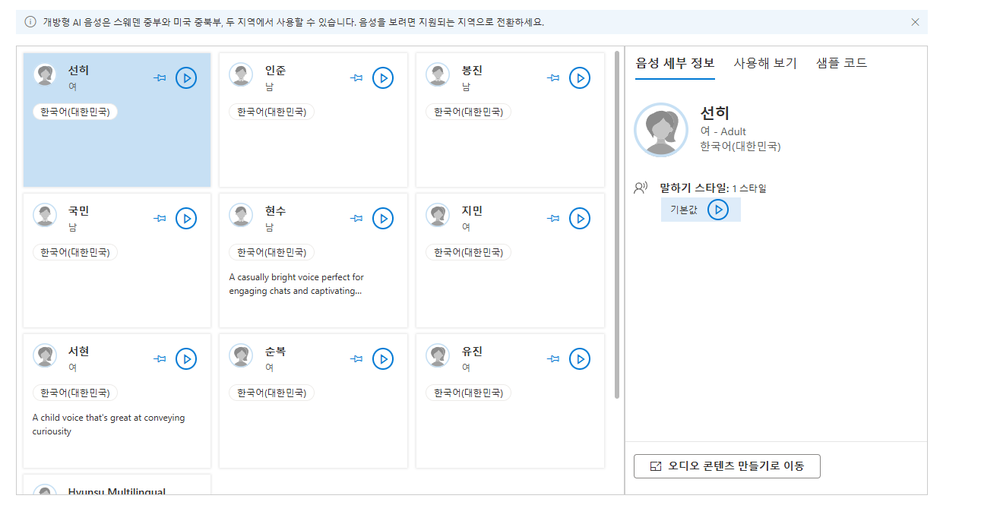 개방형 AI 음성은 스웨덴 중부와 미국 중북부, 두 지역에서 사용할 수 있습니다. 음성을 보려면 지원되는 지역으로 전환하세요.
선히
여
한국어(대한민국)
인준
남
한국어(대한민국)
봉진
남
한국어(대한민국)
국민
남
한국어(대한민국)
현수
남
한국어(대한민국)
A casually bright voice perfect for
engaging chats and captivating...
지민
여
한국어(대한민국)
서현
여
한국어(대한민국)
A child voice that's great at conveying
curiousity
순복
여
한국어(대한민국)
유진
여
한국어(대한민국)
Hyunsu Multilingual
음성 세부 정보 사용해 보기 샘플 코드
선히
여 - Adult
한국어(대한민국)
말하기 스타일: 1 스타일
기본값
오디오 콘텐츠 만들기로 이동